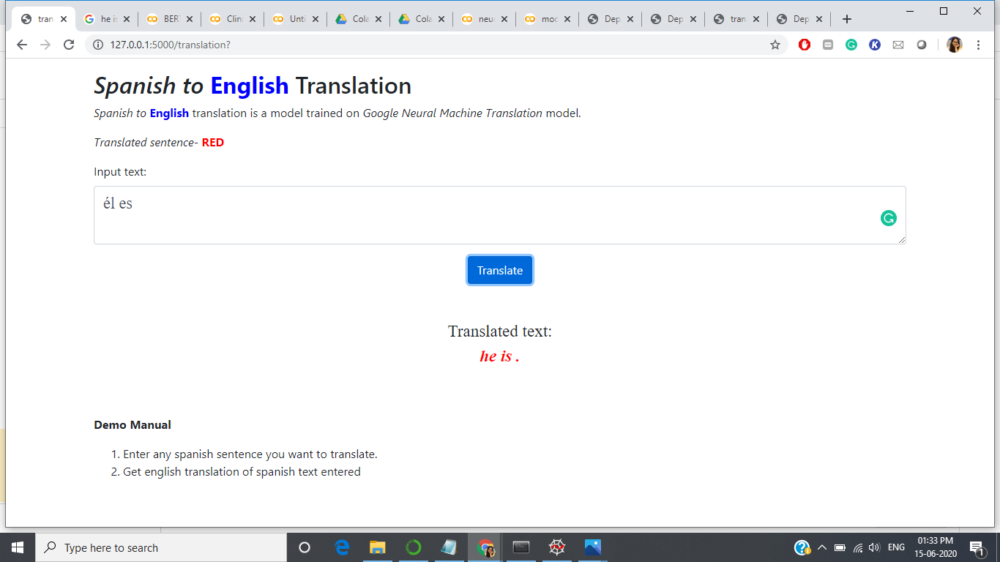 tran
he is
BER
Clini
Unti
Cola
Cola
neur
moc
Dep
Dep
tran
Dep
127.0.0.1:5000/translation?
Spanish to English Translation
Spanish to English translation is a model trained on Google Neural Machine Translation model.
Translated sentence- RED
Input text:
él es
Translate
Translated text:
he is .
Demo Manual
1. Enter any spanish sentence you want to translate.
2. Get english translation of spanish text entered
Type here to search
ENG
01:33 PM
15-06-2020
1